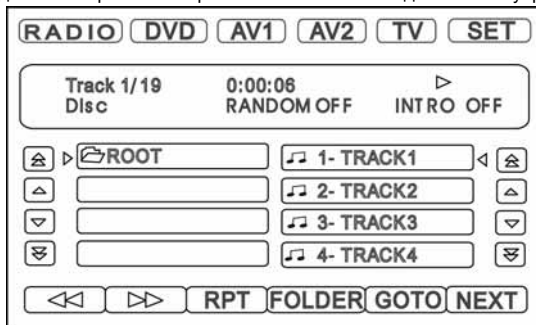 RADIO DVD AV1 AV2 TV SET
Track 1/19 0:00:06
Disc RANDOM OFF INTRO OFF
ROOT 1- TRACK1
2- TRACK2
3- TRACK3
4- TRACK4
RPT FOLDER GOTO NEXT